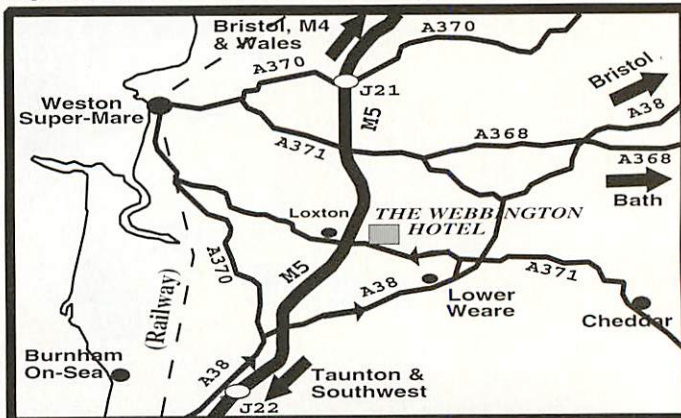 Bristol, M4
& Wales
A370
A370
Bristol
J21
A38
Weston
Super-Mare
M5
A371
A368
A368
Bath
Loxton
THE WEBBINGTON
HOTEL
A370
M5
A38
A371
Lower
Weare
Cheddar
(Railway)
Burnham
On-Sea
A38
Taunton &
Southwest
J22